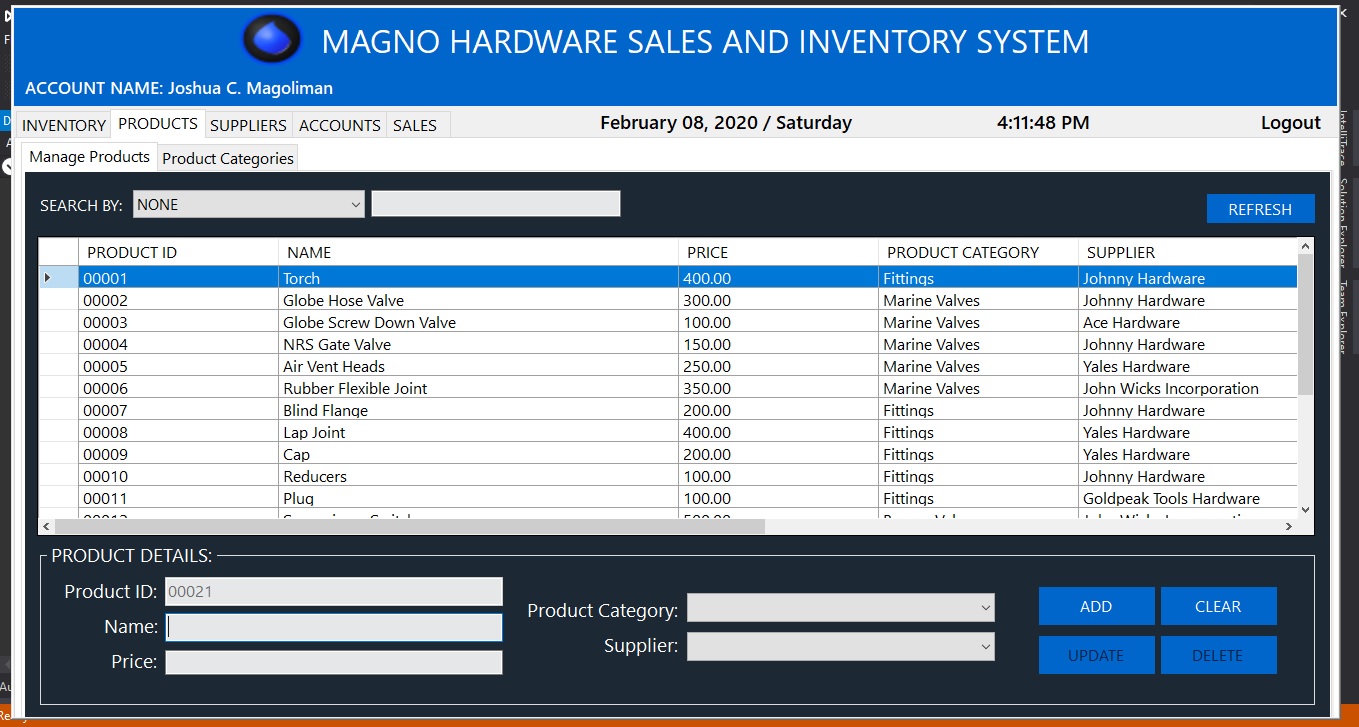 MAGNO HARDWARE SALES AND INVENTORY SYSTEM
ACCOUNT NAME: Joshua C. Magoliman
INVENTORY PRODUCTS SUPPLIERS ACCOUNTS SALES February 08, 2020 / Saturday 4:11:48 PM Logout
Manage Products Product Categories
SEARCH BY: NONE REFRESH
PRODUCT ID NAME PRICE PRODUCT CATEGORY SUPPLIER
00001 Torch 400.00 Fittings Johnny Hardware
00002 Globe Hose Valve 300.00 Marine Valves Johnny Hardware
00003 Globe Screw Down Valve 100.00 Marine Valves Ace Hardware
00004 NRS Gate Valve 150.00 Marine Valves Johnny Hardware
00005 Air Vent Heads 250.00 Marine Valves Yales Hardware
00006 Rubber Flexible Joint 350.00 Marine Valves John Wicks Incorporation
00007 Blind Flange 200.00 Fittings Johnny Hardware
00008 Lap Joint 400.00 Fittings Yales Hardware
00009 Cap 200.00 Fittings Yales Hardware
00010 Reducers 100.00 Fittings Johnny Hardware
00011 Plug 100.00 Fittings Goldpeak Tools Hardware
PRODUCT DETAILS:
Product ID: 00021
Name:
Price:
Product Category:
Supplier:
ADD CLEAR
UPDATE DELETE
IntelliTrace
Solution Explorer
Team Explorer